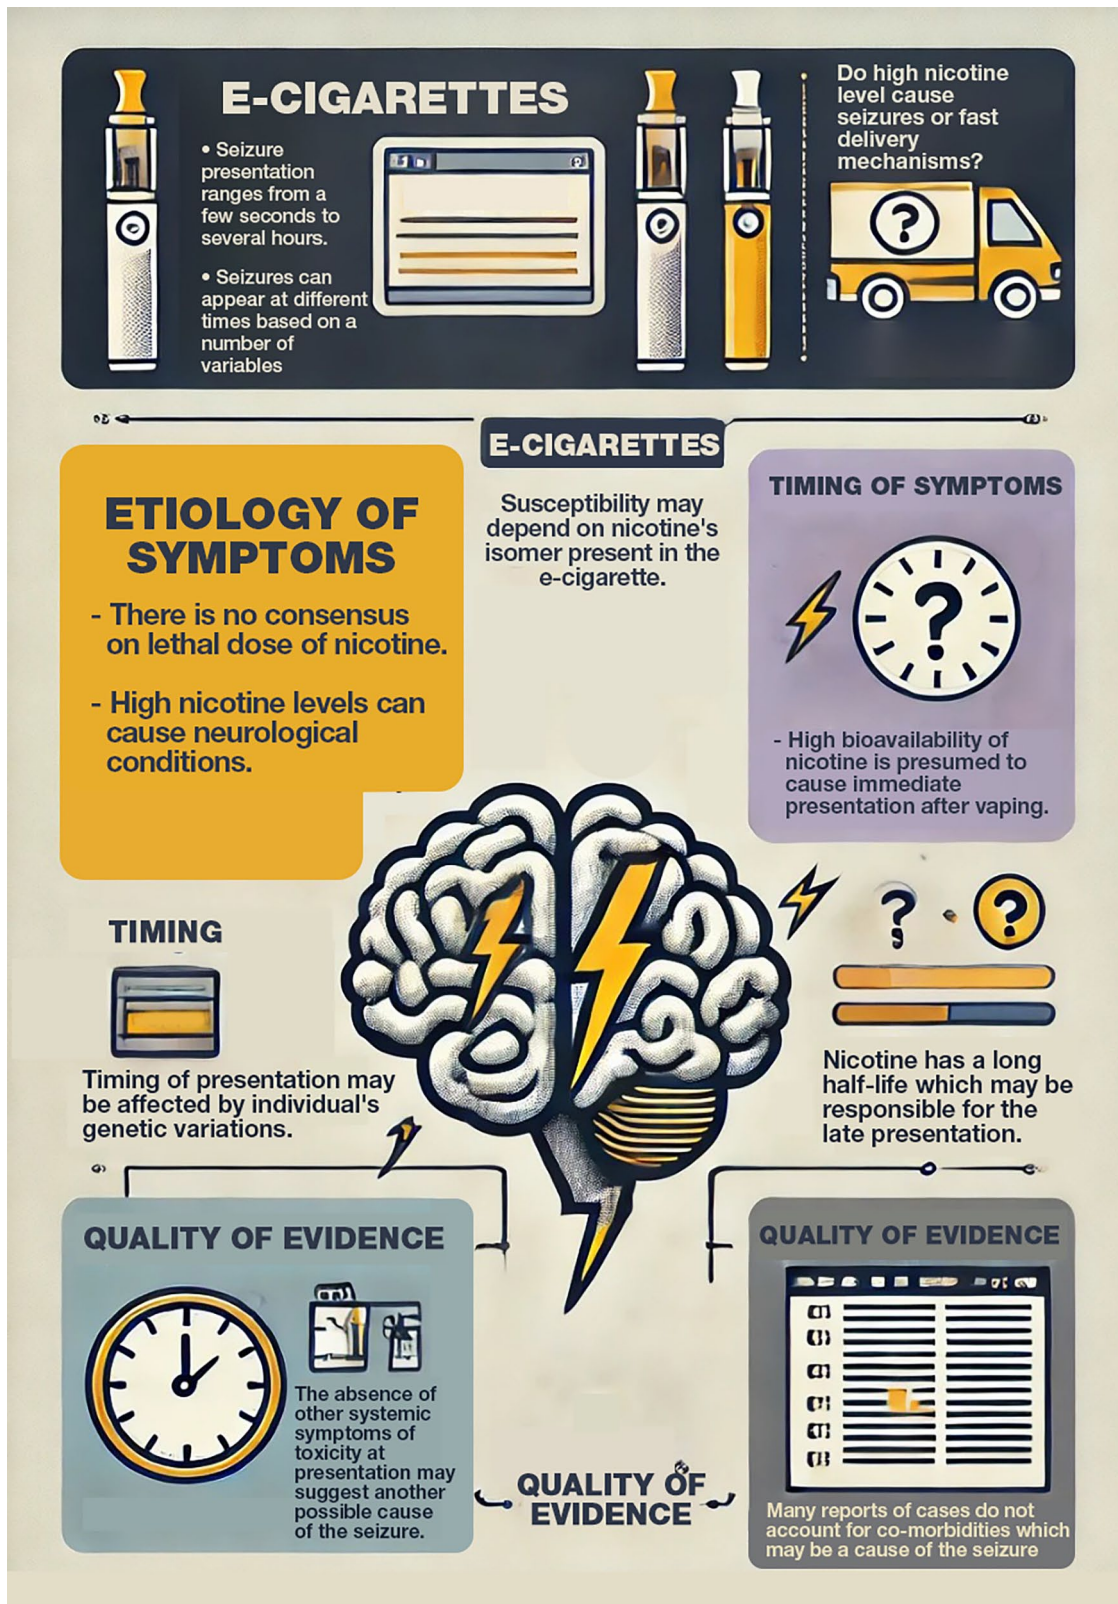 E-CIGARETTES
• Seizure
presentation
ranges from a
few seconds to
several hours.
• Seizures can
appear at different
times based on a
number of
variables
Do high nicotine
level cause
seizures or fast
delivery
mechanisms?
?
E-CIGARETTES
Susceptibility may
depend on nicotine's
isomer present in the
e-cigarette.
ETIOLOGY OF
SYMPTOMS
- There is no consensus
on lethal dose of nicotine.
- High nicotine levels can
cause neurological
conditions.
TIMING OF SYMPTOMS
?
- High bioavailability of
nicotine is presumed to
cause immediate
presentation after vaping.
TIMING
Timing of presentation may
be affected by individual's
genetic variations.
? ?
Nicotine has a long
half-life which may be
responsible for the
late presentation.
QUALITY OF EVIDENCE
The absence of
other systemic
symptoms of
toxicity at
presentation may
suggest another
possible cause
of the seizure.
QUALITY OF
EVIDENCE
QUALITY OF EVIDENCE
Many reports of cases do not
account for co-morbidities which
may be a cause of the seizure